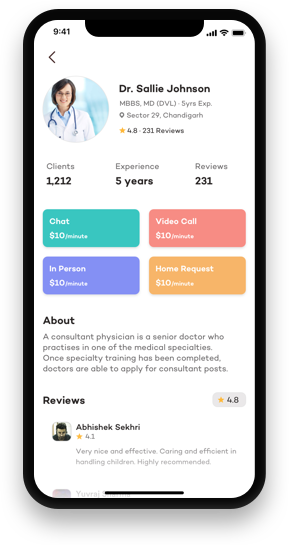 9:41
Dr. Sallie Johnson
MBBS, MD (DVL) · 5yrs Exp.
Sector 29, Chandigarh
4.8 · 231 Reviews
Clients Experience Reviews
1,212 5 years 231
Chat Video Call
$10/minute $10/minute
In Person Home Request
$10/minute $10/minute
About
A consultant physician is a senior doctor who
practises in one of the medical specialties.
Once specialty training has been completed,
doctors are able to apply for consultant posts.
Reviews 4.8
Abhishek Sekhri
4.1
Very nice and effective. Caring and efficient in
handling children. Highly recommended.
Yuvraj